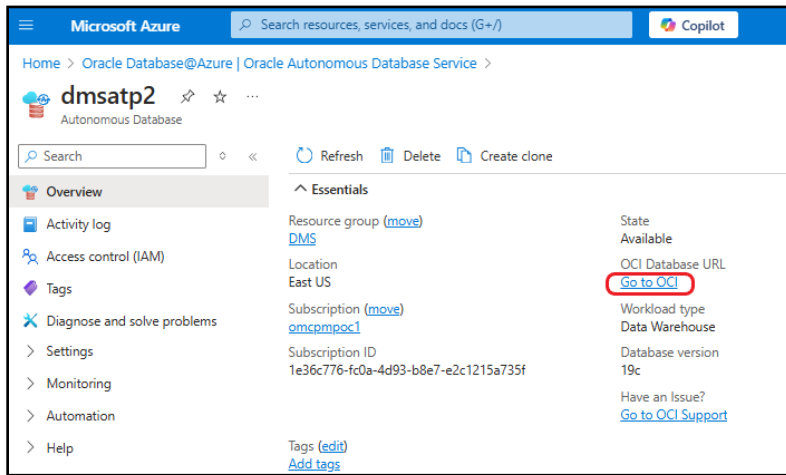 Microsoft Azure
Search resources, services, and docs (G+/)
Copilot
Home > Oracle Database@Azure | Oracle Autonomous Database Service >
dmsatp2
Autonomous Database
Search
Refresh
Delete
Create clone
Overview
Activity log
Access control (IAM)
Tags
Diagnose and solve problems
Settings
Monitoring
Automation
Help
Essentials
Resource group (move)
DMS
Location
East US
Subscription (move)
omcpmpoc1
Subscription ID
1e36c776-fc0a-4d93-b8e7-e2c1215a735f
Tags (edit)
Add tags
State
Available
OCI Database URL
Go to OCI
Workload type
Data Warehouse
Database version
19c
Have an Issue?
Go to OCI Support